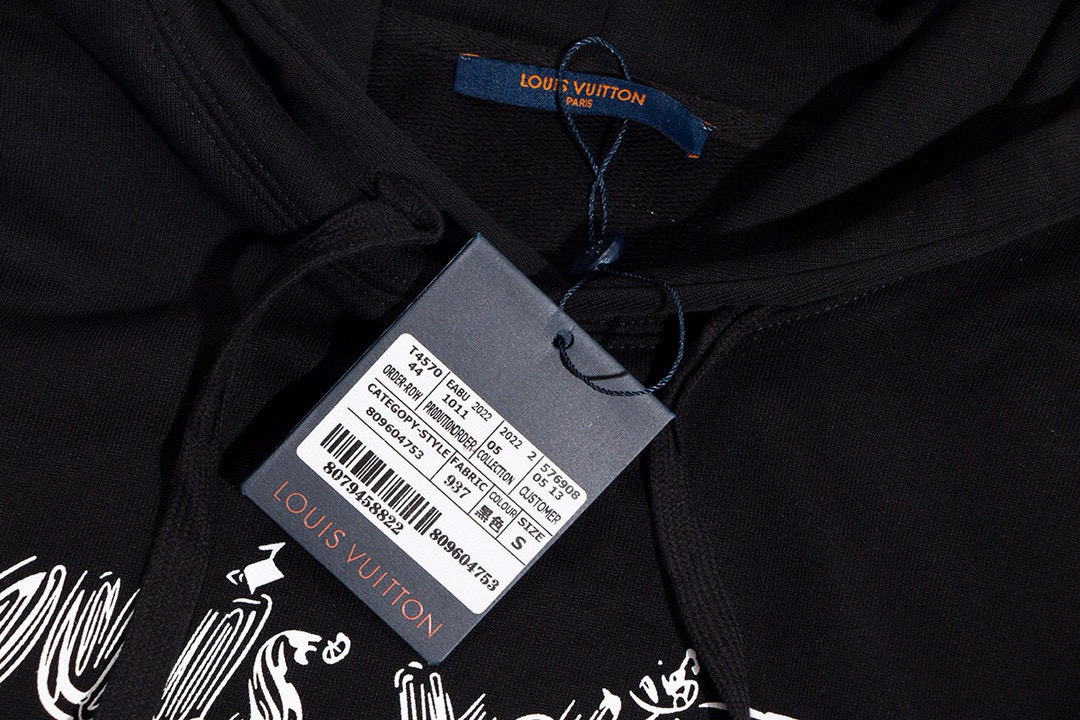 LOUIS VUITTON
PARIS
T4570 EABU 2022 2022 2 576908
44 1011 05 05 13
ORDER-ROW PRODUTIONORDER COLLECTION CUSTOMER
CATEGOPY-STYLE FABRIC COLOUR SIZE
809604753 937 黑色 S
8079458822 809604753
LOUIS VUITTON